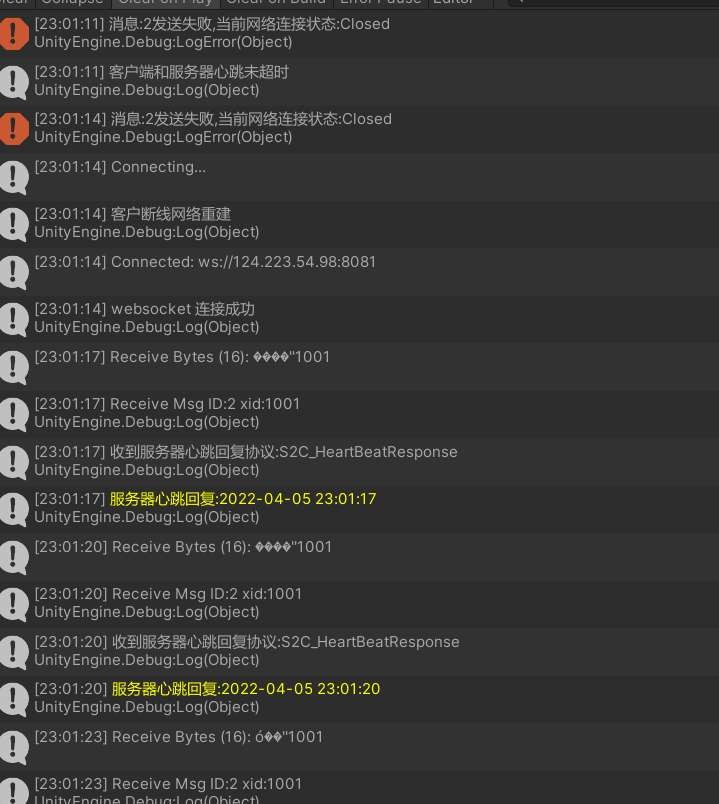 Clear Collapse Clear on Play Clear on Build Error Pause Editor
[23:01:11] 消息:2发送失败,当前网络连接状态:Closed
UnityEngine.Debug:LogError(Object)
[23:01:11] 客户端和服务器心跳未超时
UnityEngine.Debug:Log(Object)
[23:01:14] 消息:2发送失败,当前网络连接状态:Closed
UnityEngine.Debug:LogError(Object)
[23:01:14] Connecting...
[23:01:14] 客户断线网络重建
UnityEngine.Debug:Log(Object)
[23:01:14] Connected: ws://124.223.54.98:8081
[23:01:14] websocket 连接成功
UnityEngine.Debug:Log(Object)
[23:01:17] Receive Bytes (16): ����"1001
[23:01:17] Receive Msg ID:2 xid:1001
UnityEngine.Debug:Log(Object)
[23:01:17] 收到服务器心跳回复协议:S2C_HeartBeatResponse
UnityEngine.Debug:Log(Object)
[23:01:17] 服务器心跳回复:2022-04-05 23:01:17
UnityEngine.Debug:Log(Object)
[23:01:20] Receive Bytes (16): ����"1001
[23:01:20] Receive Msg ID:2 xid:1001
UnityEngine.Debug:Log(Object)
[23:01:20] 收到服务器心跳回复协议:S2C_HeartBeatResponse
UnityEngine.Debug:Log(Object)
[23:01:20] 服务器心跳回复:2022-04-05 23:01:20
UnityEngine.Debug:Log(Object)
[23:01:23] Receive Bytes (16): ó��"1001
[23:01:23] Receive Msg ID:2 xid:1001
UnityEngine.Debug:Log(Object)